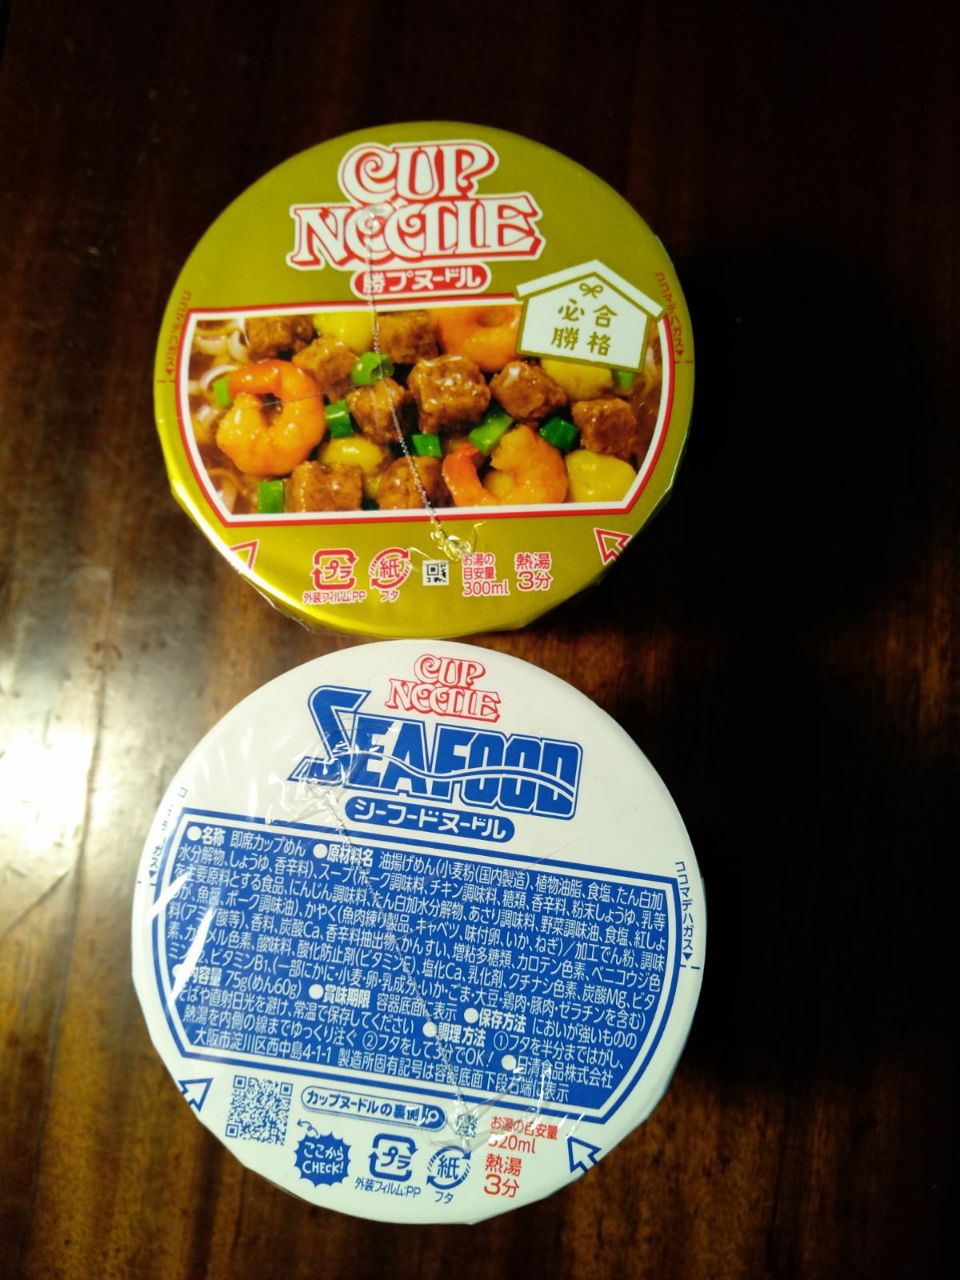 CUP
NOODLE
勝プヌードル
必勝
合格
ココまではがす
プラ
外装フィルム:PP
紙
フタ
お湯の
目安量
300ml
熱湯
3分
CUP
NOODLE
SEAFOOD
シーフードヌードル
●名称 即席カップめん ●原材料名 油揚げめん(小麦粉(国内製造)、植物油脂、食塩、たん白加
水分解物、しょうゆ、香辛料)、スープ(ポーク調味料、チキン調味料、糖類、香辛料、粉末しょうゆ、乳等
を主要原料とする食品、にんじん調味料、たん白加水分解物、あさり調味料、野菜調味油、食塩、紅しょう
が、魚醤、ポーク調味油)、かやく(魚肉練り製品、キャベツ、味付卵、いか、ねぎ)/加工でん粉、調味
料(アミノ酸等)、香料、炭酸Ca、香辛料抽出物、かんすい、増粘多糖類、カロテン色素、ベニコウジ色
素、カラメル色素、酸味料、酸化防止剤(ビタミンE)、塩化Ca、乳化剤、クチナシ色素、炭酸Mg、ビタ
ミンB2、ビタミンB1、(一部にかに・小麦・卵・乳成分・いか・ごま・大豆・鶏肉・豚肉・ゼラチンを含む)
●内容量 75g(めん60g) ●賞味期限 容器底面に表示 ●保存方法 においが強いものの
そばや直射日光を避け、常温で保存してください ●調理方法 ①フタを半分まではがし、
熱湯を内側の線までゆっくり注ぐ ②フタをして3分でOK! ●日清食品株式会社
大阪市淀川区西中島4-1-1 製造所固有記号は容器底面下段右端に表示
ココマデハガス
カップヌードルの裏側
ここから
CHECK!
プラ
外装フィルム:PP
紙
フタ
お湯の目安量
320ml
熱湯
3分